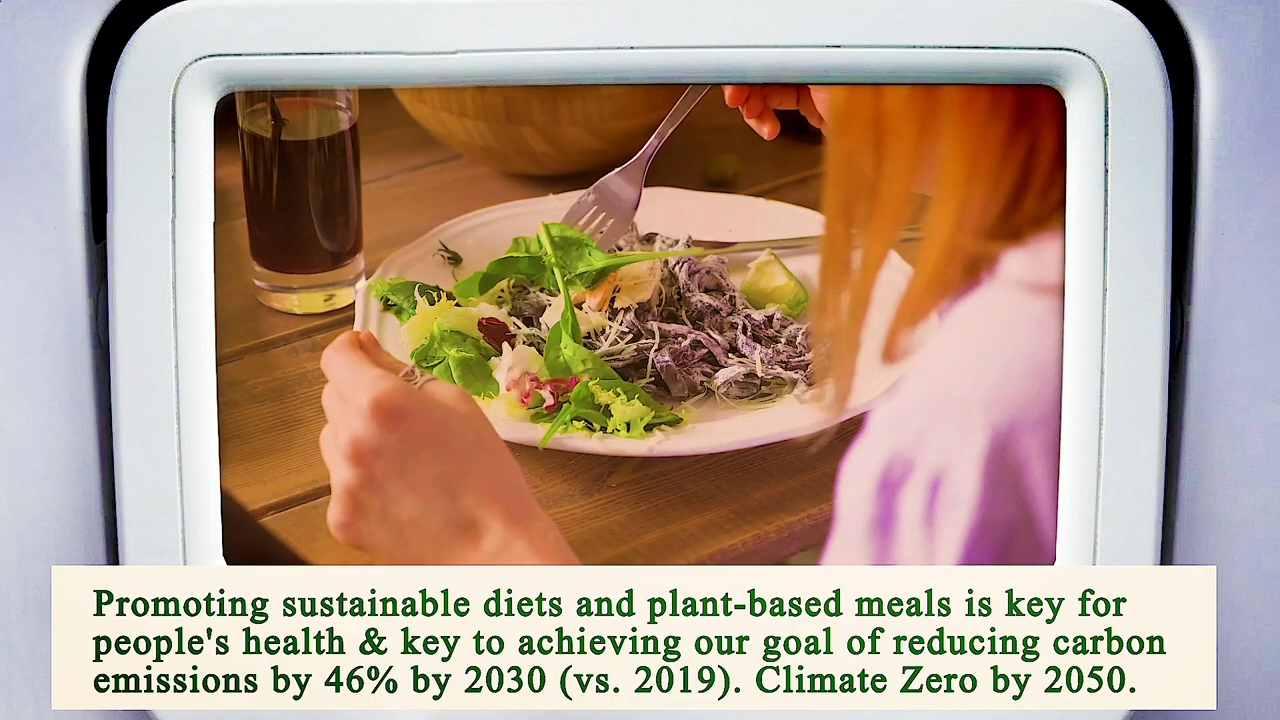 Promoting sustainable diets and plant-based meals is key for
people's health & key to achieving our goal of reducing carbon
emissions by 46% by 2030 (vs. 2019). Climate Zero by 2050.